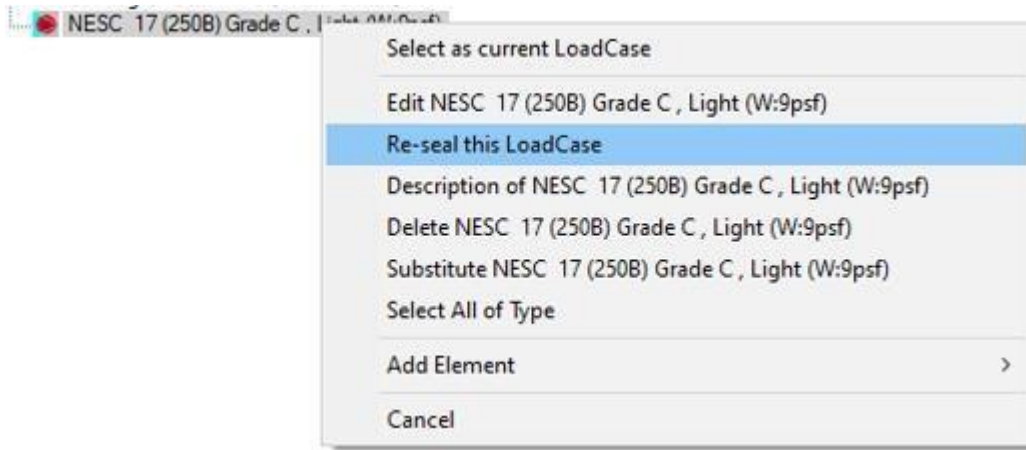 NESC 17 (250B) Grade C , Light (W:9psf)
Select as current LoadCase
Edit NESC 17 (250B) Grade C , Light (W:9psf)
Re-seal this LoadCase
Description of NESC 17 (250B) Grade C , Light (W:9psf)
Delete NESC 17 (250B) Grade C , Light (W:9psf)
Substitute NESC 17 (250B) Grade C , Light (W:9psf)
Select All of Type
Add Element
Cancel